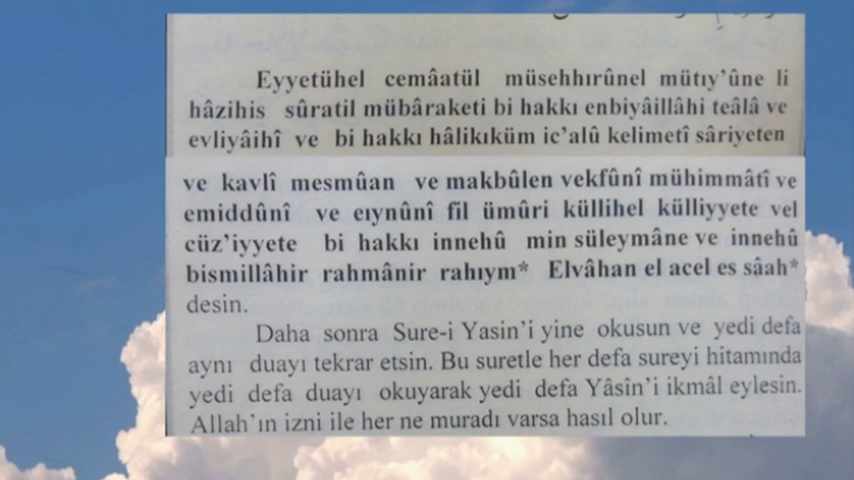 Eyyetühel cemâatül müsehhırûnel mütıy'ûne li
hâzihis sûratil mübâraketi bi hakkı enbiyâillâhi teâlâ ve
evliyâihî ve bi hakkı hâlikıküm ic'alû kelimetî sâriyeten
ve kavlî mesmûan ve makbûlen vekfûnî mühimmâtî ve
emiddûnî ve eıynûnî fil ümûri küllihel külliyyete vel
cüz'iyyete bi hakkı innehû min süleymâne ve innehû
bismillâhir rahmânir rahıym* Elvâhan el acel es sâah*
desin.
Daha sonra Sure-i Yasin'i yine okusun ve yedi defa
aynı duayı tekrar etsin. Bu suretle her defa sureyi hitamında
yedi defa duayı okuyarak yedi defa Yâsîn'i ikmâl eylesin.
Allah'ın izni ile her ne muradı varsa hasıl olur.